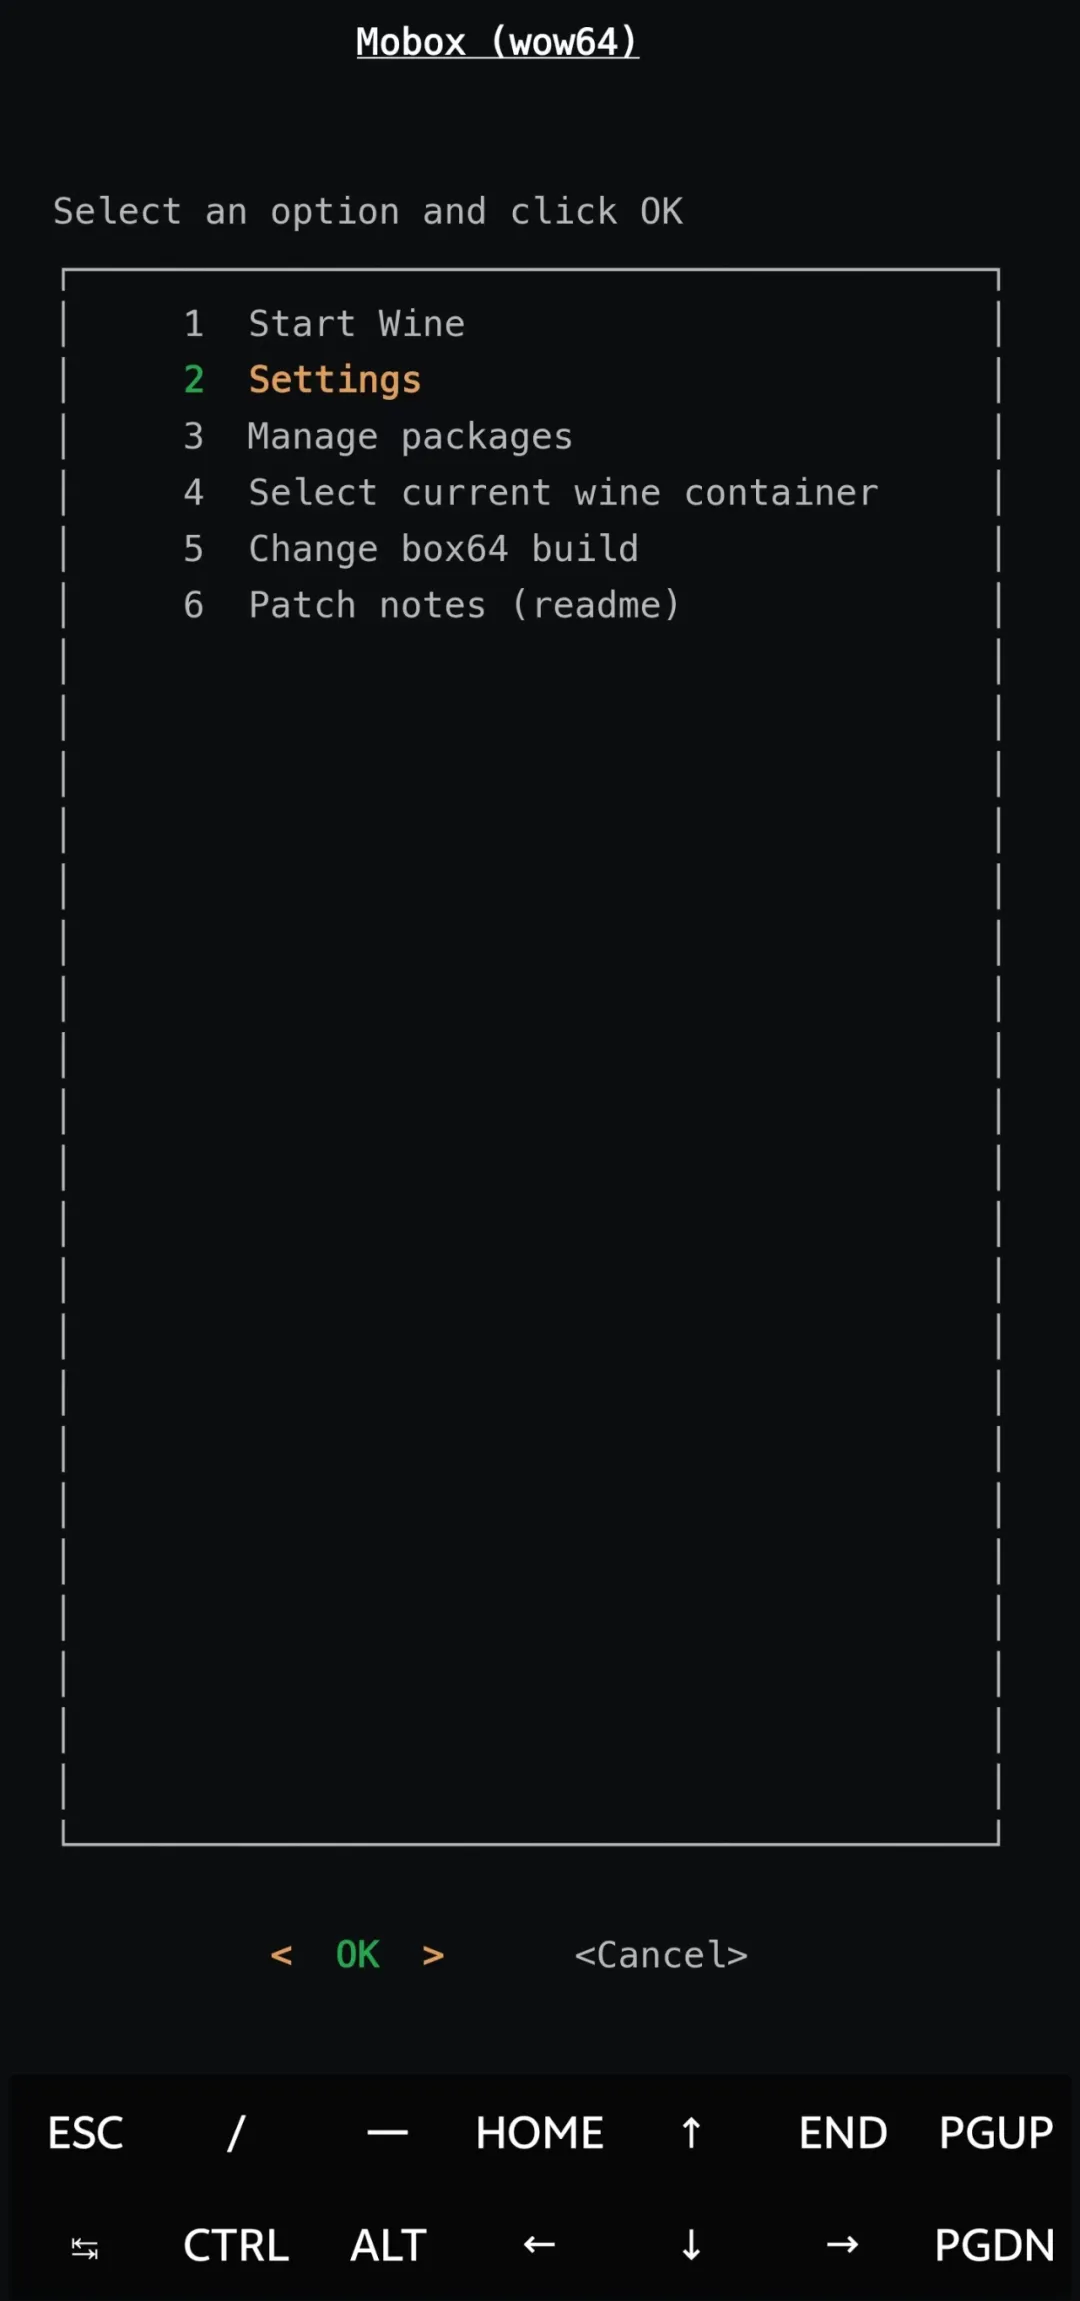 Mobox (wow64)
Select an option and click OK
1 Start Wine
2 Settings
3 Manage packages
4 Select current wine container
5 Change box64 build
6 Patch notes (readme)
< OK > <Cancel>
ESC / — HOME ↑ END PGUP
↹ CTRL ALT ← ↓ → PGDN